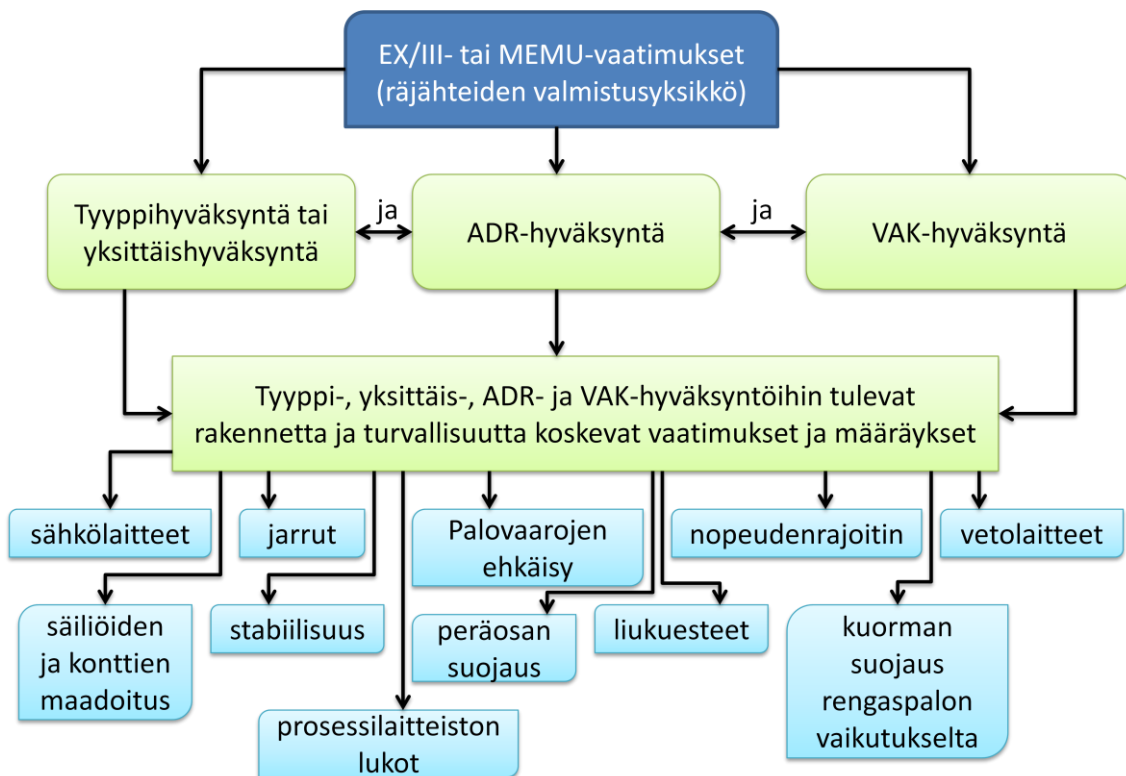 EX/III- tai MEMU-vaatimukset
(räjähteiden valmistusyksikkö)
Tyyppihyväksyntä tai
yksittäishyväksyntä
ja
ADR-hyväksyntä
ja
VAK-hyväksyntä
Tyyppi-, yksittäis-, ADR- ja VAK-hyväksyntöihin tulevat
rakennetta ja turvallisuutta koskevat vaatimukset ja määräykset
sähkölaitteet
jarrut
Palovaarojen
ehkäisy
nopeudenrajoitin
vetolaitteet
säiliöiden
ja konttien
maadoitus
stabiilisuus
peräosan
suojaus
liukuesteet
kuorman
suojaus
rengaspalon
vaikutukselta
prosessilaitteiston
lukot